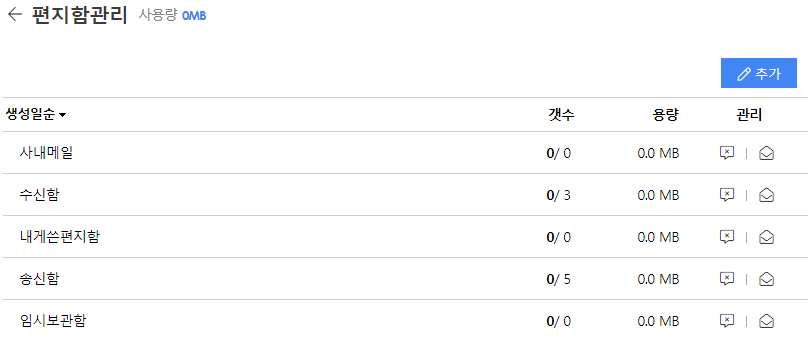 편지함관리 사용량 0MB
추가
생성일순 갯수 용량 관리
사내메일 0/ 0 0.0 MB
수신함 0/ 3 0.0 MB
내게쓴편지함 0/ 0 0.0 MB
송신함 0/ 5 0.0 MB
임시보관함 0/ 0 0.0 MB